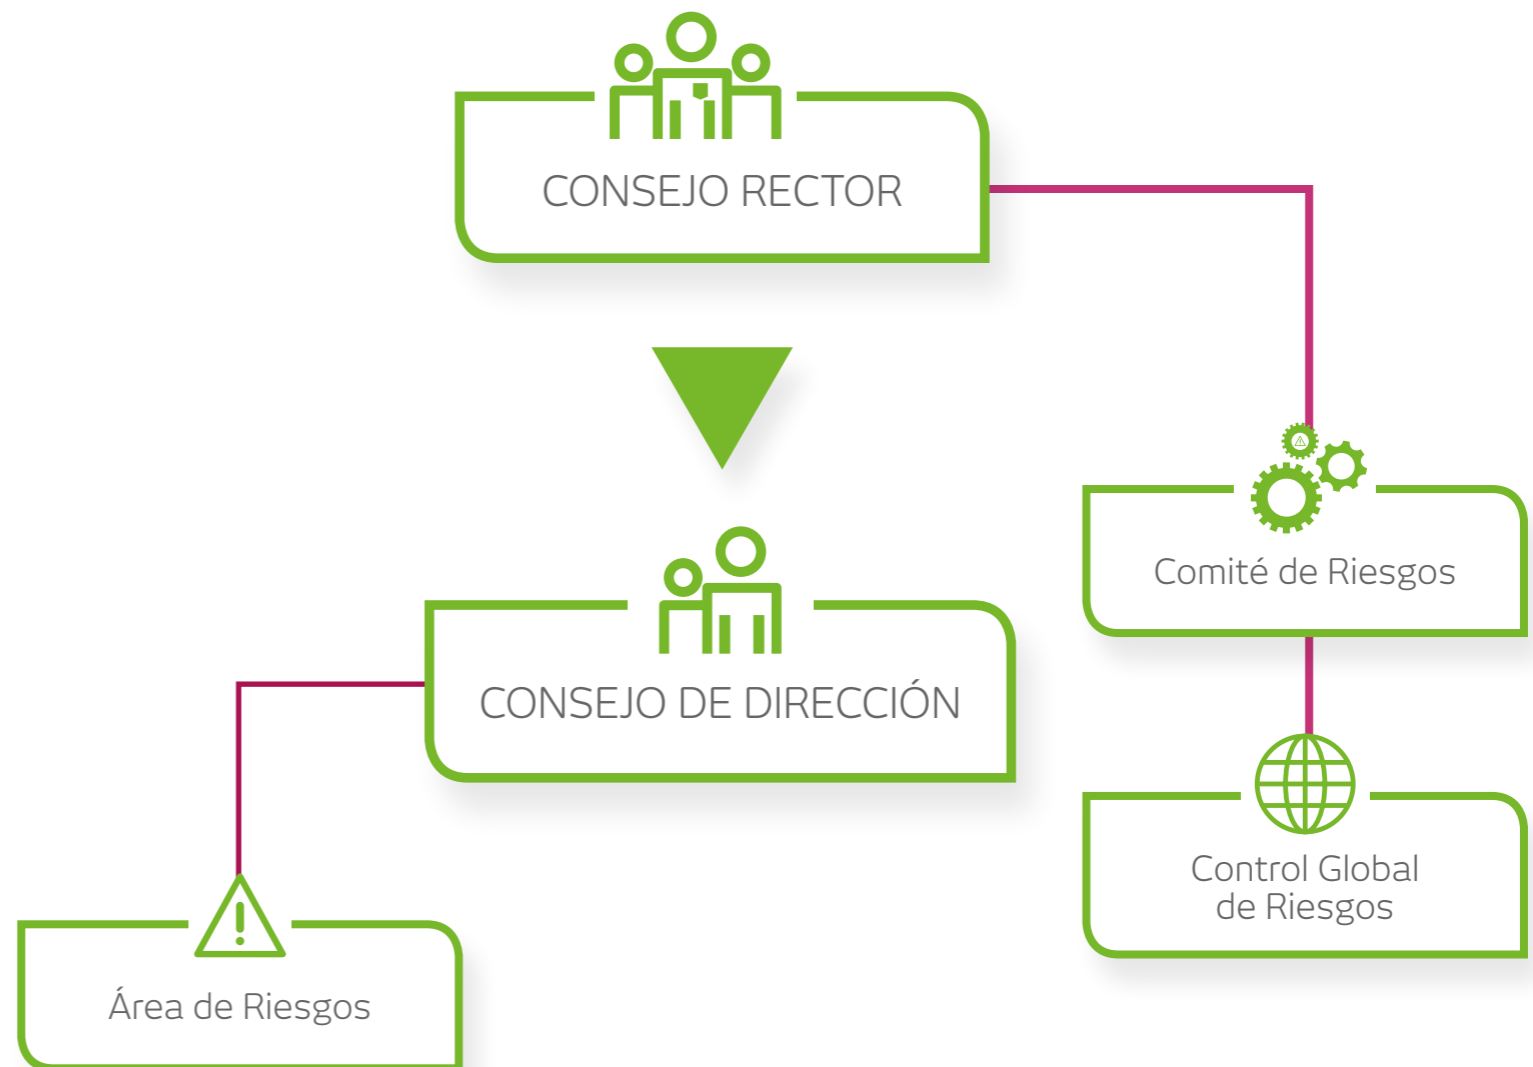 CONSEJO RECTOR
Comité de Riesgos
CONSEJO DE DIRECCIÓN
Control Global
de Riesgos
Área de Riesgos